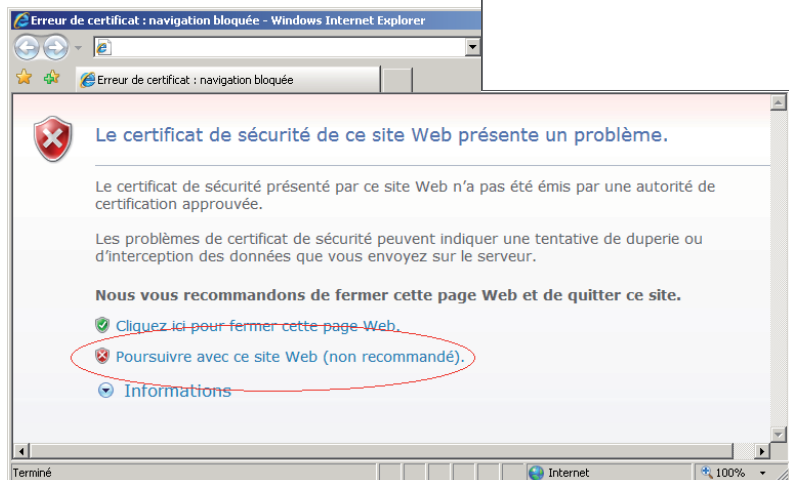 Erreur de certificat : navigation bloquée - Windows Internet Explorer
Erreur de certificat : navigation bloquée
Le certificat de sécurité de ce site Web présente un problème.
Le certificat de sécurité présenté par ce site Web n'a pas été émis par une autorité de
certification approuvée.
Les problèmes de certificat de sécurité peuvent indiquer une tentative de duperie ou
d'interception des données que vous envoyez sur le serveur.
Nous vous recommandons de fermer cette page Web et de quitter ce site.
Cliquez ici pour fermer cette page Web.
Poursuivre avec ce site Web (non recommandé).
Informations
Terminé
Internet
100%